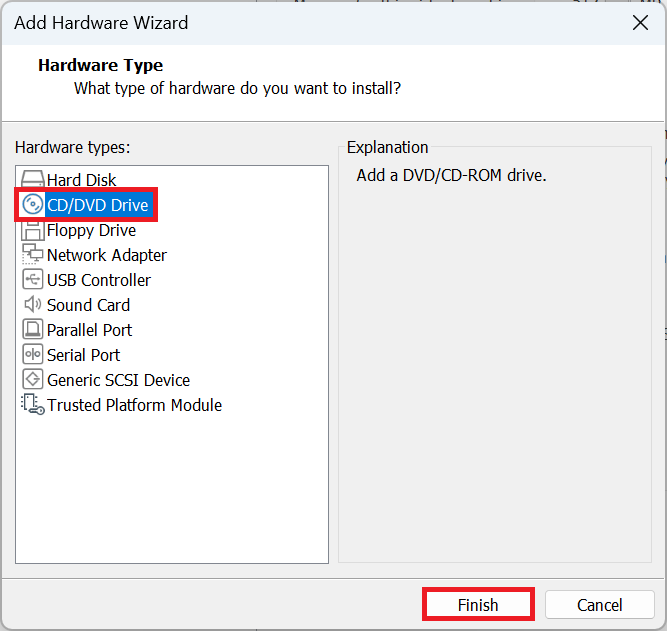 Add Hardware Wizard
Hardware Type
What type of hardware do you want to install?
Hardware types:
Hard Disk
CD/DVD Drive
Floppy Drive
Network Adapter
USB Controller
Sound Card
Parallel Port
Serial Port
Generic SCSI Device
Trusted Platform Module
Explanation
Add a DVD/CD-ROM drive.
Finish
Cancel